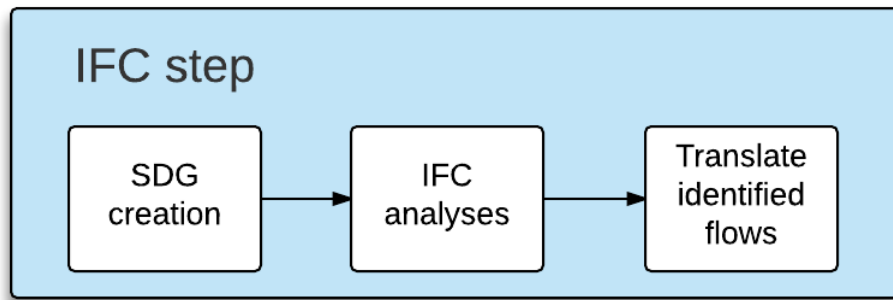 IFC step
SDG
creation
IFC
analyses
Translate
identified
flows